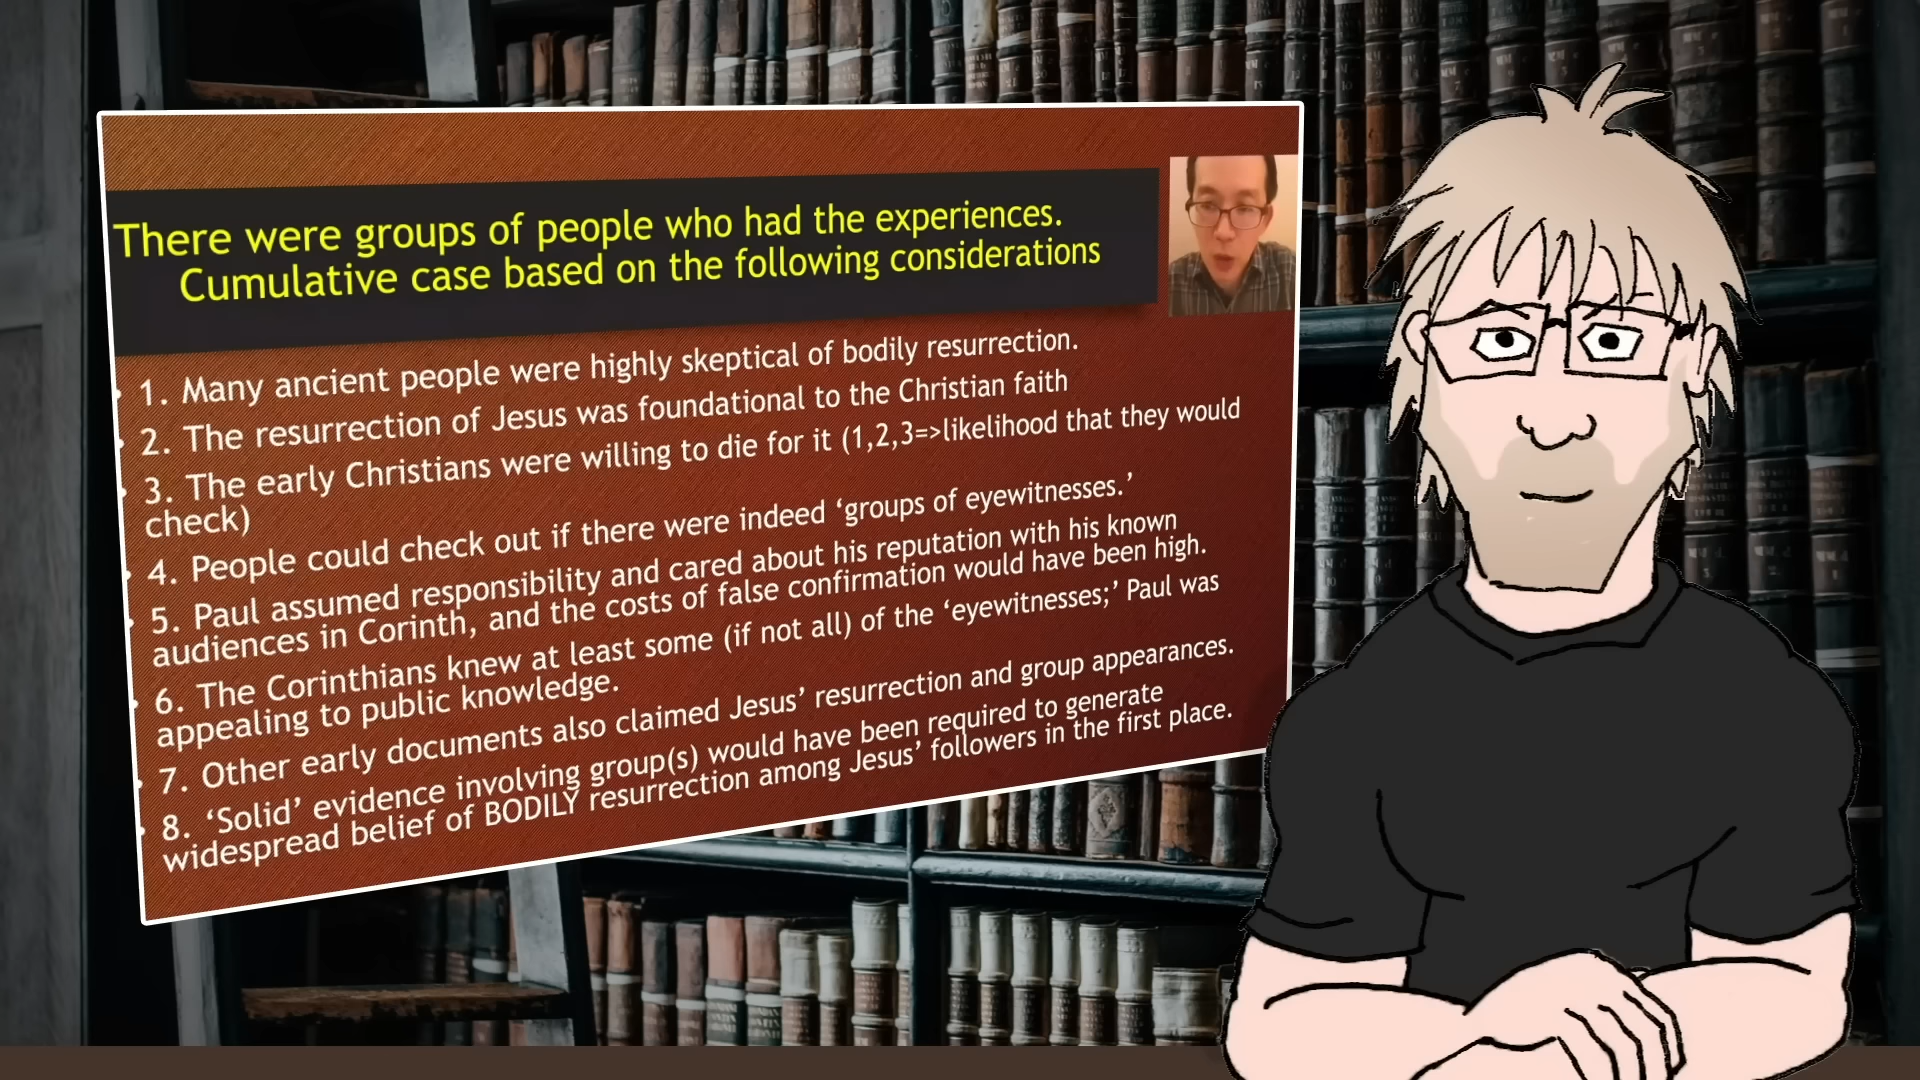 There were groups of people who had the experiences.
Cumulative case based on the following considerations
1. Many ancient people were highly skeptical of bodily resurrection.
2. The resurrection of Jesus was foundational to the Christian faith
3. The early Christians were willing to die for it (1,2,3=>likelihood that they would
check)
4. People could check out if there were indeed ‘groups of eyewitnesses.’
5. Paul assumed responsibility and cared about his reputation with his known
audiences in Corinth, and the costs of false confirmation would have been high.
6. The Corinthians knew at least some (if not all) of the ‘eyewitnesses;’ Paul was
appealing to public knowledge.
7. Other early documents also claimed Jesus’ resurrection and group appearances.
8. ‘Solid’ evidence involving group(s) would have been required to generate
widespread belief of BODILY resurrection among Jesus’ followers in the first place.